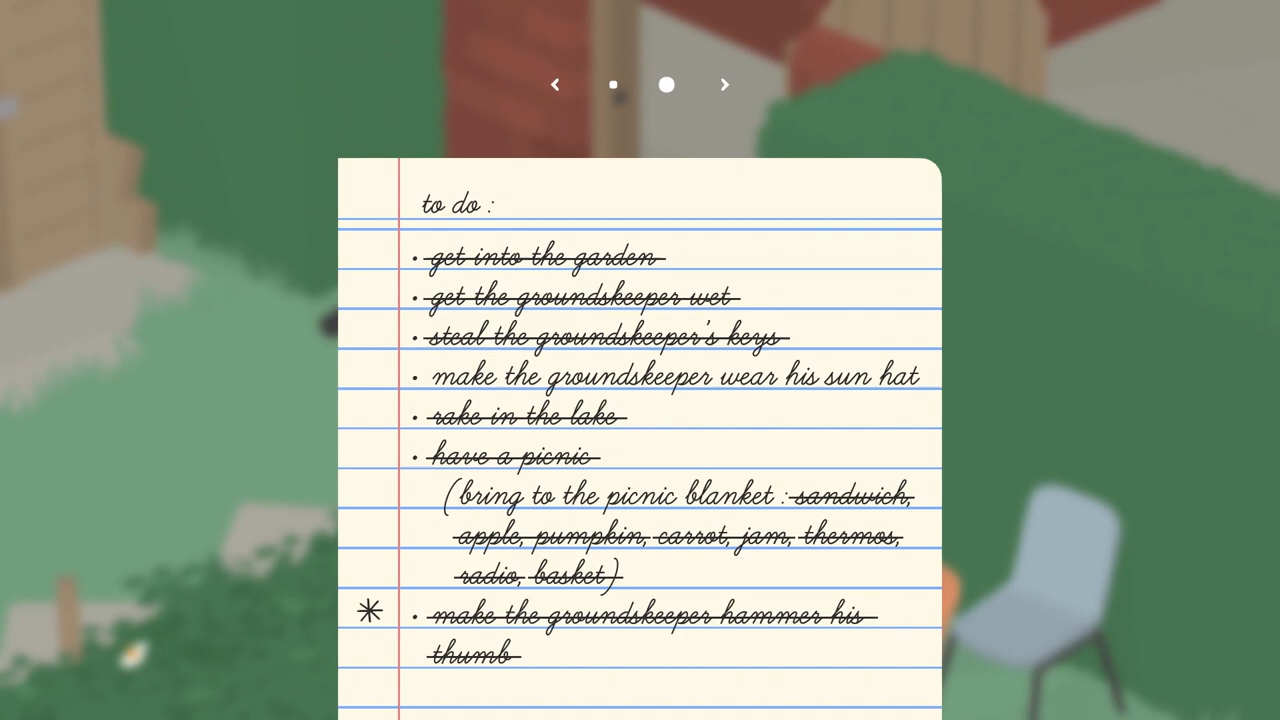 to do :
• get into the garden
• get the groundskeeper wet
• steal the groundskeeper's keys
• make the groundskeeper wear his sun hat
• rake in the lake
• have a picnic
(bring to the picnic blanket : sandwich,
apple, pumpkin, carrot, jam, thermos,
radio, basket)
• make the groundskeeper hammer his
thumb